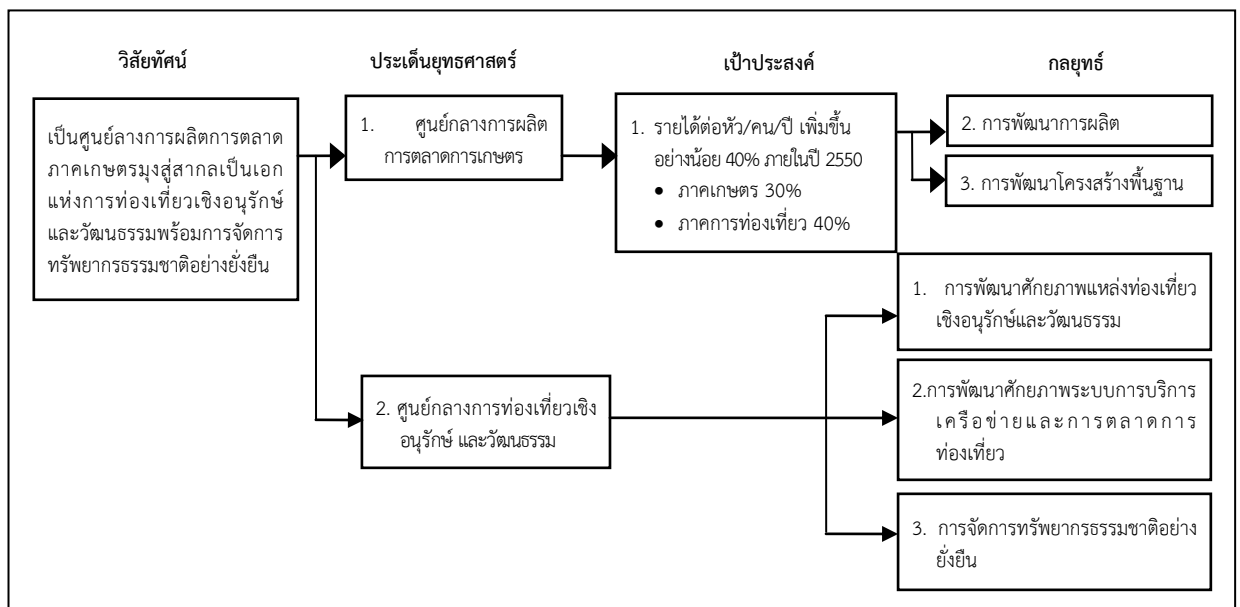 วิสัยทัศน์
ประเด็นยุทธศาสตร์
เป้าประสงค์
กลยุทธ์
เป็นศูนย์ลางการผลิตการตลาด
ภาคเกษตรมุงสู่สากลเป็นเอก
แห่งการท่องเที่ยวเชิงอนุรักษ์
และวัฒนธรรมพร้อมการจัดการ
ทรัพยากรธรรมชาติอย่างยั่งยืน
1. ศูนย์กลางการผลิต
การตลาดการเกษตร
1. รายได้ต่อหัว/คน/ปี เพิ่มขึ้น
อย่างน้อย 40% ภายในปี 2550
• ภาคเกษตร 30%
• ภาคการท่องเที่ยว 40%
2. การพัฒนาการผลิต
3. การพัฒนาโครงสร้างพื้นฐาน
2. ศูนย์กลางการท่องเที่ยวเชิง
อนุรักษ์ และวัฒนธรรม
1. การพัฒนาศักยภาพแหล่งท่องเที่ยว
เชิงอนุรักษ์และวัฒนธรรม
2.การพัฒนาศักยภาพระบบการบริการ
เครือข่ายและการตลาดการ
ท่องเที่ยว
3. การจัดการทรัพยากรธรรมชาติอย่าง
ยั่งยืน